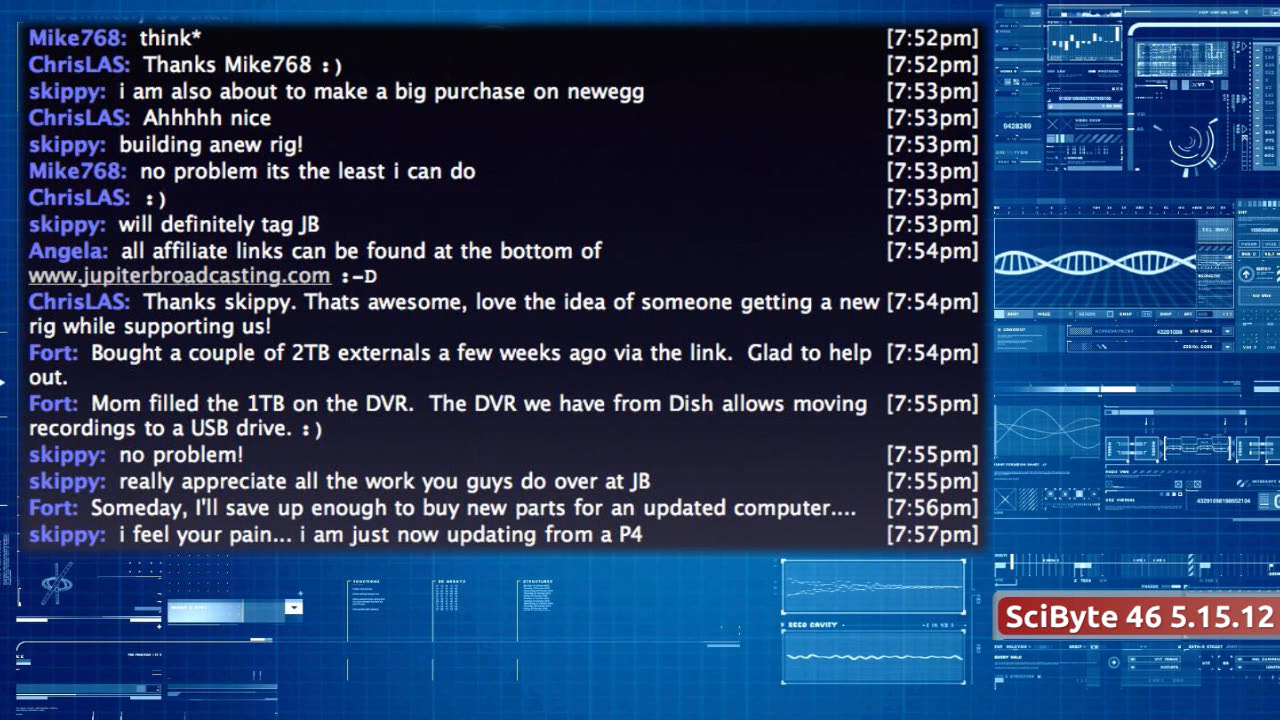 Mike768: think* [7:52pm]
ChrisLAS: Thanks Mike768 :) [7:52pm]
skippy: i am also about to make a big purchase on newegg [7:53pm]
ChrisLAS: Ahhhhh nice [7:53pm]
skippy: building anew rig! [7:53pm]
Mike768: no problem its the least i can do [7:53pm]
ChrisLAS: :) [7:53pm]
skippy: will definitely tag JB [7:53pm]
Angela: all affiliate links can be found at the bottom of [7:54pm]
www.jupiterbroadcasting.com :-D
ChrisLAS: Thanks skippy. Thats awesome, love the idea of someone getting a new [7:54pm]
rig while supporting us!
Fort: Bought a couple of 2TB externals a few weeks ago via the link. Glad to help [7:54pm]
out.
Fort: Mom filled the 1TB on the DVR. The DVR we have from Dish allows moving [7:55pm]
recordings to a USB drive. :)
skippy: no problem! [7:55pm]
skippy: really appreciate all the work you guys do over at JB [7:55pm]
Fort: Someday, I'll save up enough to buy new parts for an updated computer.... [7:56pm]
skippy: i feel your pain... i am just now updating from a P4 [7:57pm]
9428249
SciByte 46 5.15.12